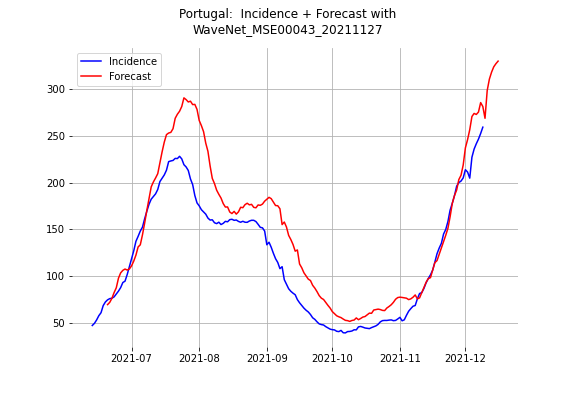 Portugal:  Incidence + Forecast with
WaveNet_MSE00043_20211127
Incidence
Forecast
300
250
200
150
100
50
2021-07 2021-08 2021-09 2021-10 2021-11 2021-12